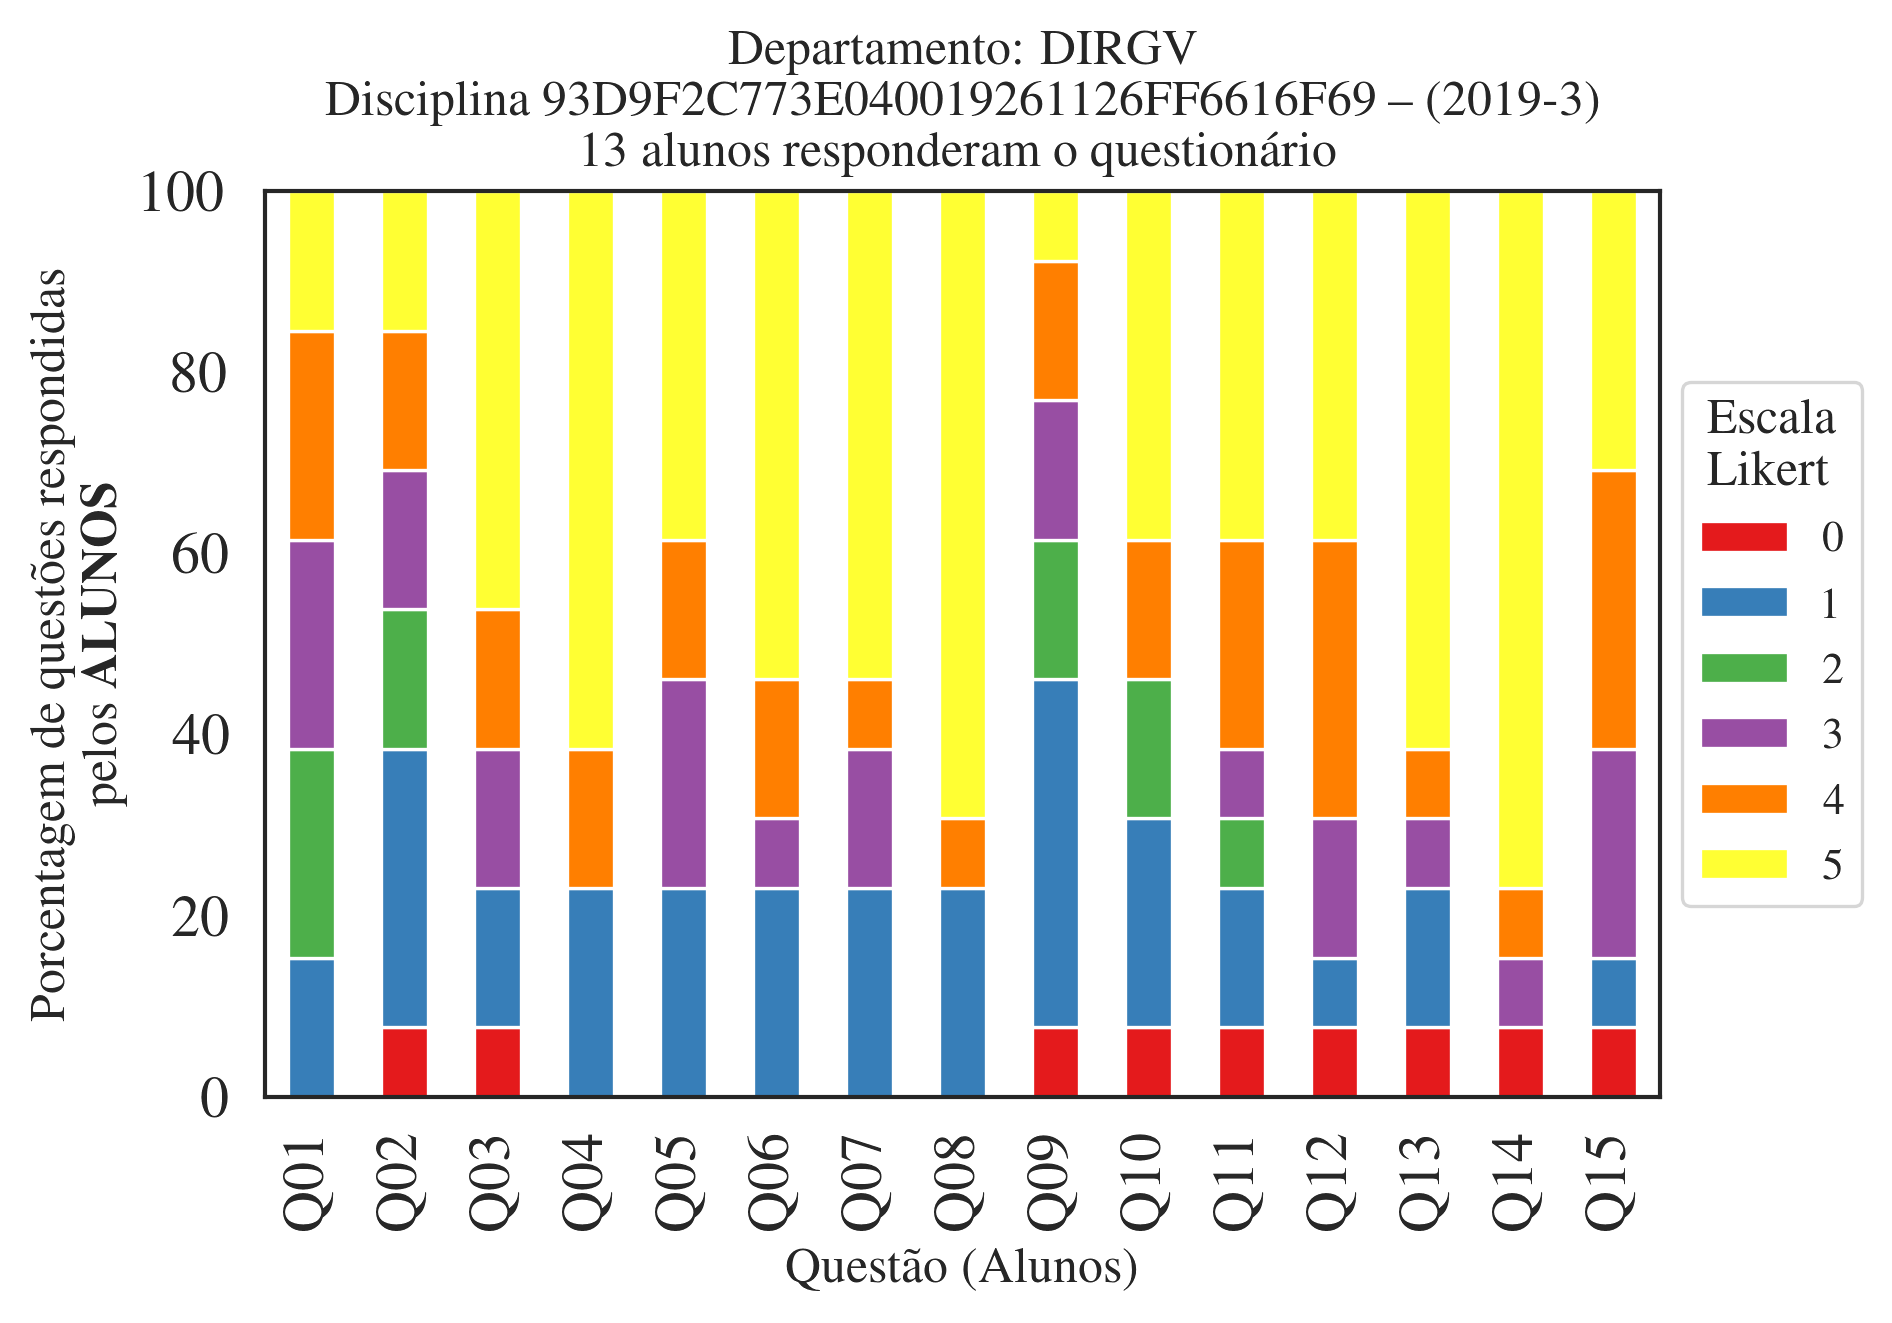 Departamento: DIRGV
Disciplina 93D9F2C773E040019261126FF6616F69 – (2019-3)
13 alunos responderam o questionário
Porcentagem de questões respondidas
pelos ALUNOS
100
80
60
40
20
0
Q01
Q02
Q03
Q04
Q05
Q06
Q07
Q08
Q09
Q10
Q11
Q12
Q13
Q14
Q15
Questão (Alunos)
Escala
Likert
0
1
2
3
4
5